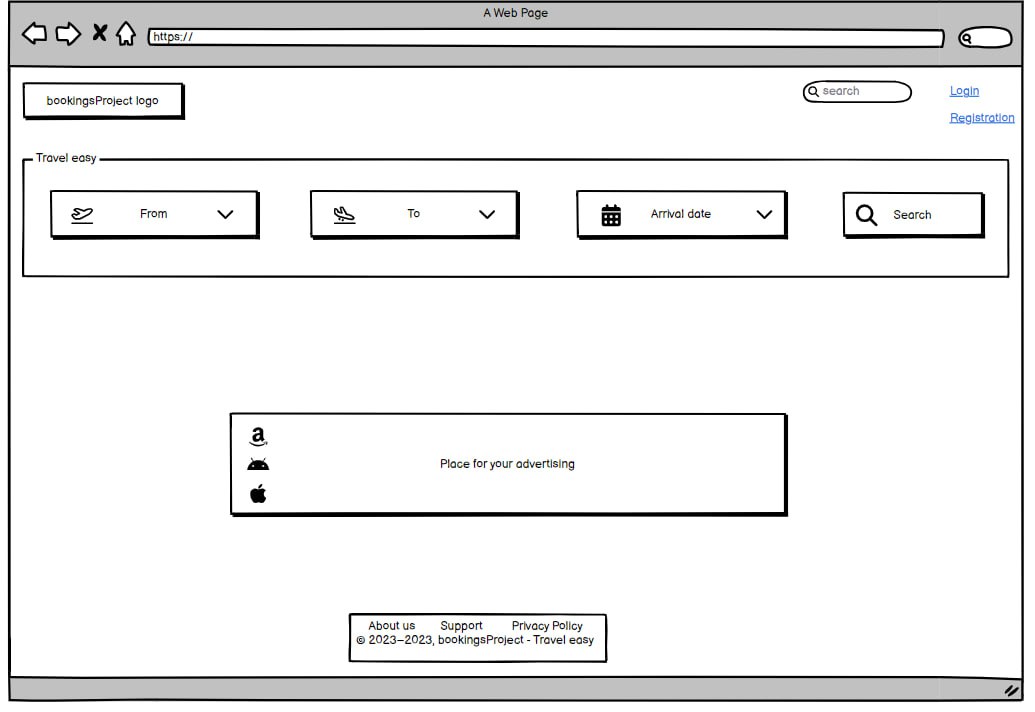 A Web Page
https://
bookingsProject logo
search
Login
Registration
Travel easy
From
To
Arrival date
Search
Place for your advertising
About us Support Privacy Policy
© 2023–2023, bookingsProject - Travel easy